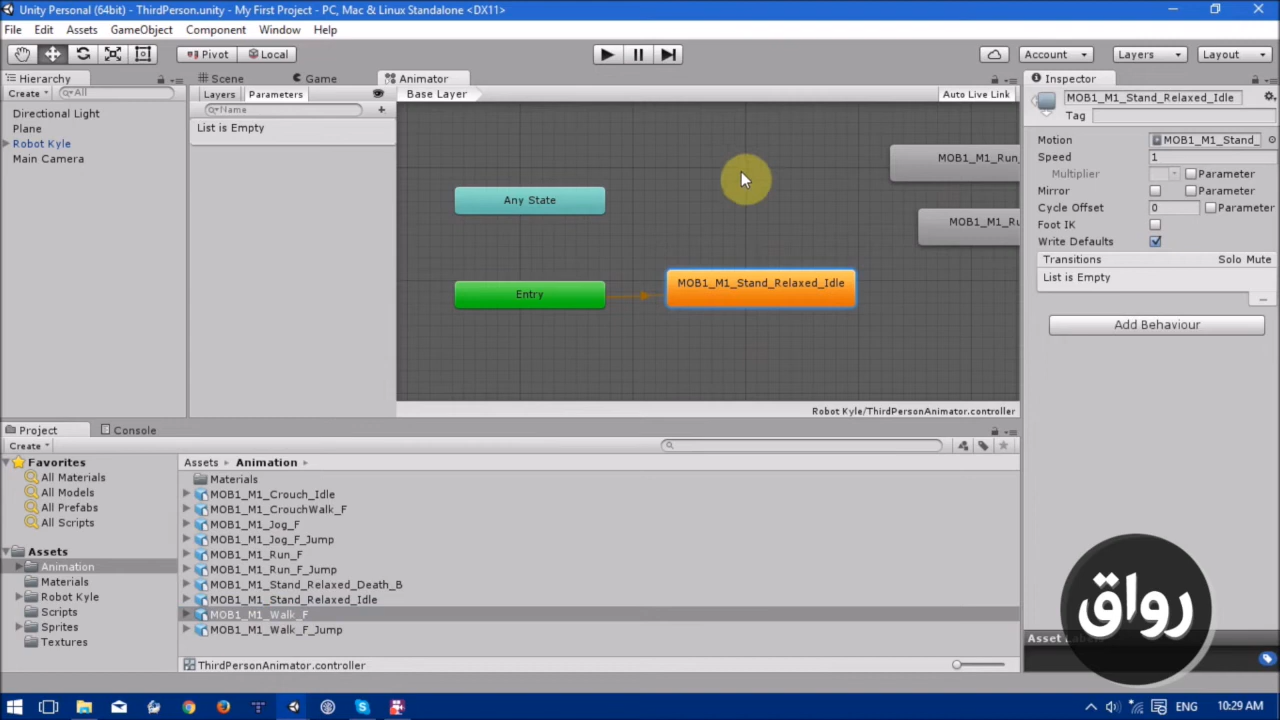 Unity Personal (64bit) - ThirdPerson.unity - My First Project - PC, Mac & Linux Standalone <DX11>
File Edit Assets GameObject Component Window Help
Pivot Local Account Layers Layout
Hierarchy Scene Game Animator Inspector
Create All
Layers Parameters
Base Layer Auto Live Link
Name
List is Empty
Directional Light
Plane
Robot Kyle
Main Camera
Any State
Entry
MOB1_M1_Stand_Relaxed_Idle
MOB1_M1_Run_
MOB1_M1_Ru
Robot Kyle/ThirdPersonAnimator.controller
MOB1_M1_Stand_Relaxed_Idle
Tag
Motion MOB1_M1_Stand_
Speed 1
Multiplier Parameter
Mirror Parameter
Cycle Offset 0 Parameter
Foot IK
Write Defaults
Transitions Solo Mute
List is Empty
Add Behaviour
Project Console
Create
Favorites
All Materials
All Models
All Prefabs
All Scripts
Assets
Animation
Materials
Robot Kyle
Scripts
Sprites
Textures
Assets Animation
Materials
MOB1_M1_Crouch_Idle
MOB1_M1_CrouchWalk_F
MOB1_M1_Jog_F
MOB1_M1_Jog_F_Jump
MOB1_M1_Run_F
MOB1_M1_Run_F_Jump
MOB1_M1_Stand_Relaxed_Death_B
MOB1_M1_Stand_Relaxed_Idle
MOB1_M1_Walk_F
MOB1_M1_Walk_F_Jump
ThirdPersonAnimator.controller
Asset Labels
رواق
ENG 10:29 AM